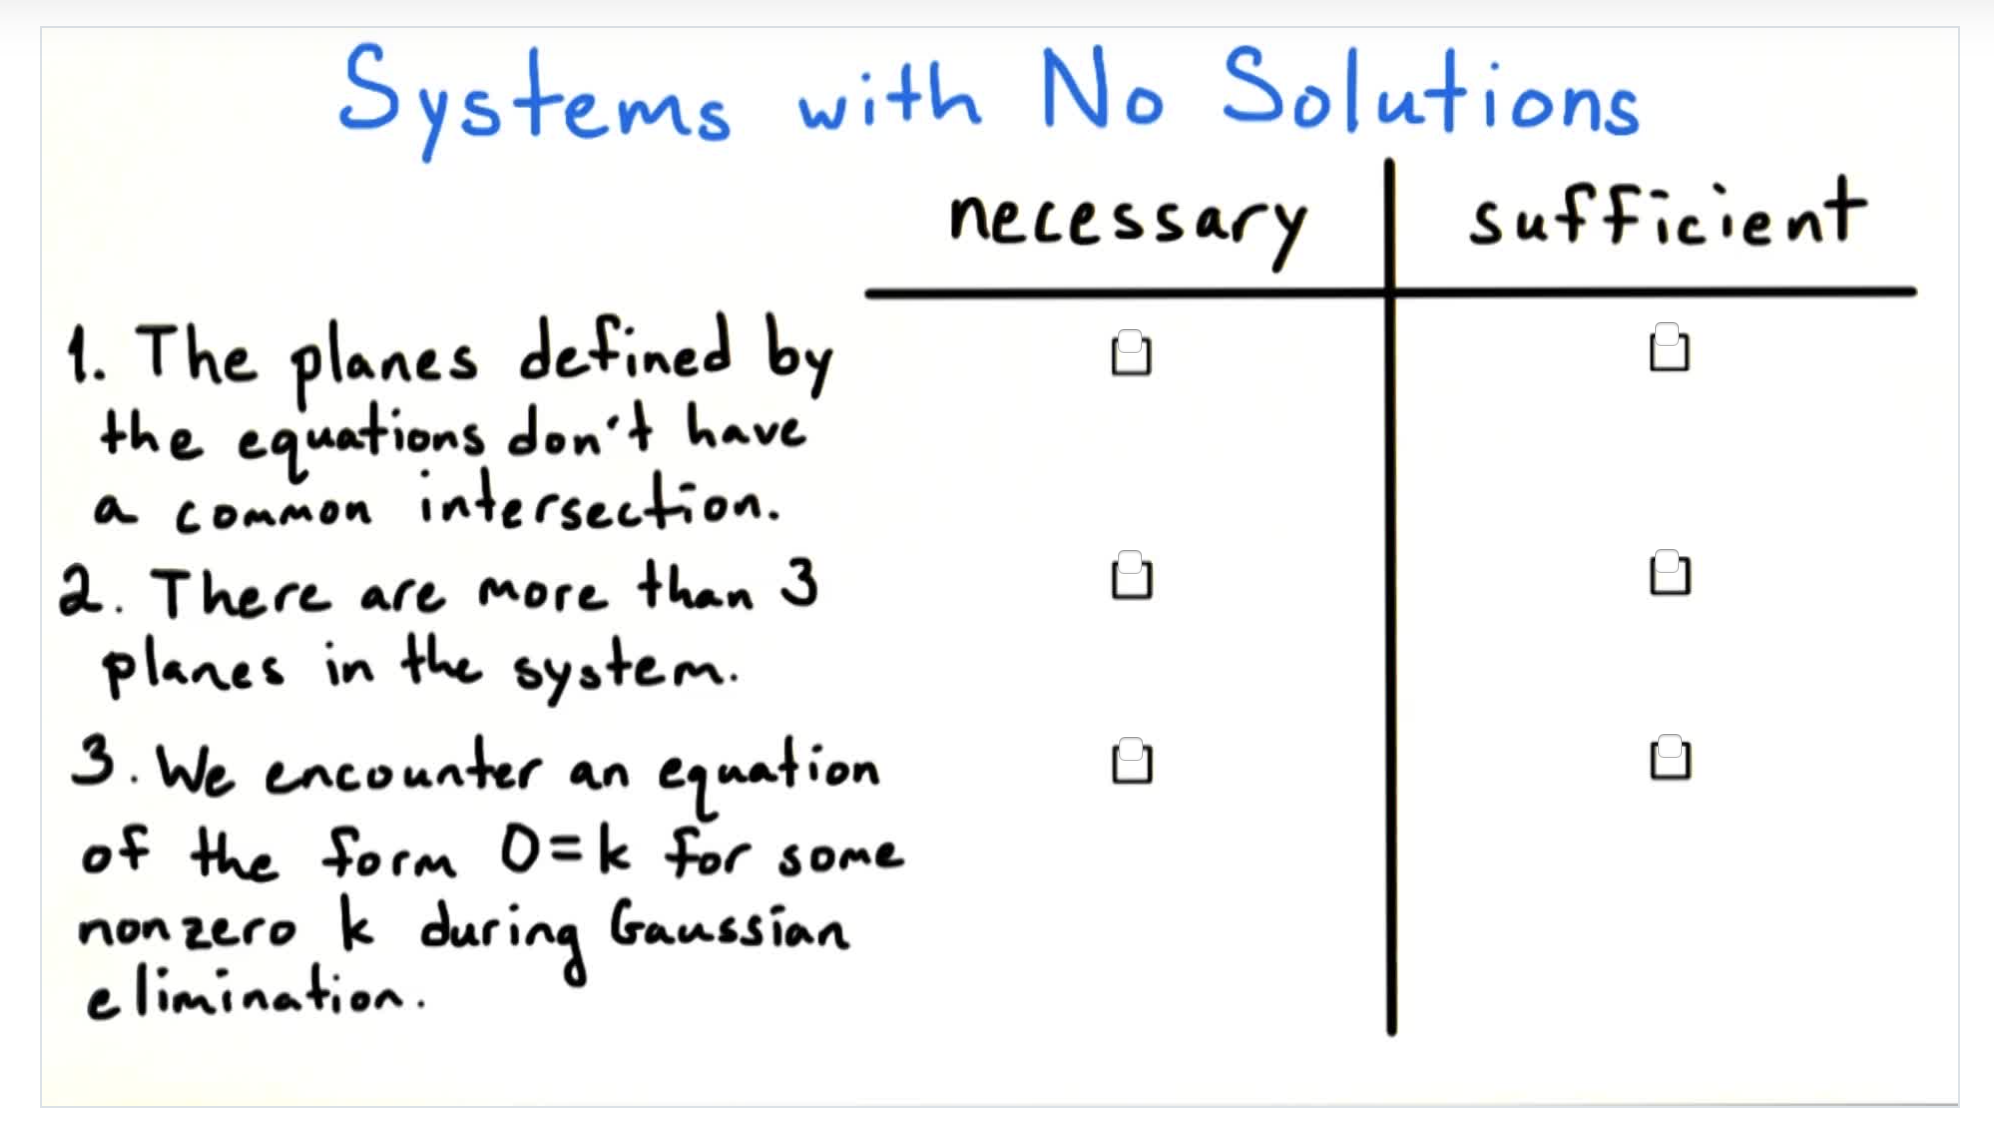 Systems with No Solutions
necessary sufficient
1. The planes defined by
the equations don't have
a common intersection.
2. There are more than 3
planes in the system.
3. We encounter an equation
of the form 0=k for some
nonzero k during Gaussian
elimination.